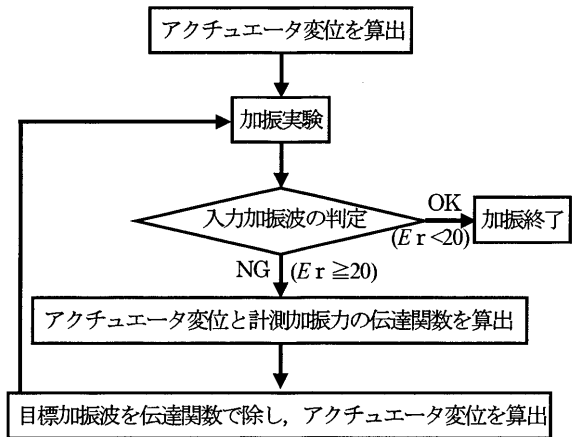 アクチュエータ変位を算出
加振実験
入力加振波の判定
OK
(E r <20)
加振終了
NG (E r ≧20)
アクチュエータ変位と計測加振力の伝達関数を算出
目標加振波を伝達関数で除し，アクチュエータ変位を算出